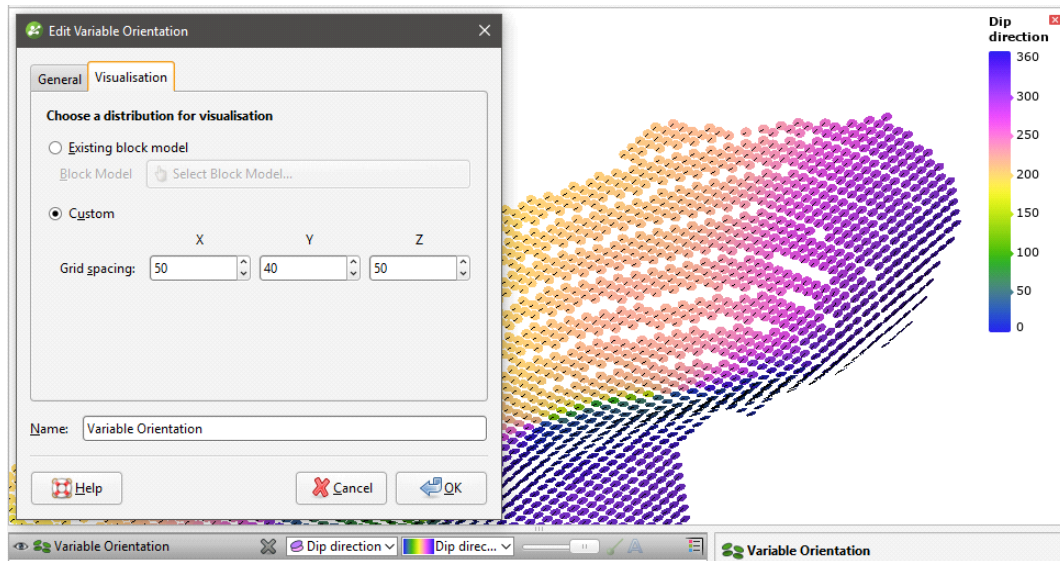 Edit Variable Orientation
General
Visualisation
Choose a distribution for visualisation
Existing block model
Block Model
Select Block Model...
Custom
X Y Z
Grid spacing: 50 40 50
Name: Variable Orientation
Help
Cancel
OK
Dip
direction
360
300
250
200
150
100
50
0
Variable Orientation
Dip direction
Dip direc...
Variable Orientation